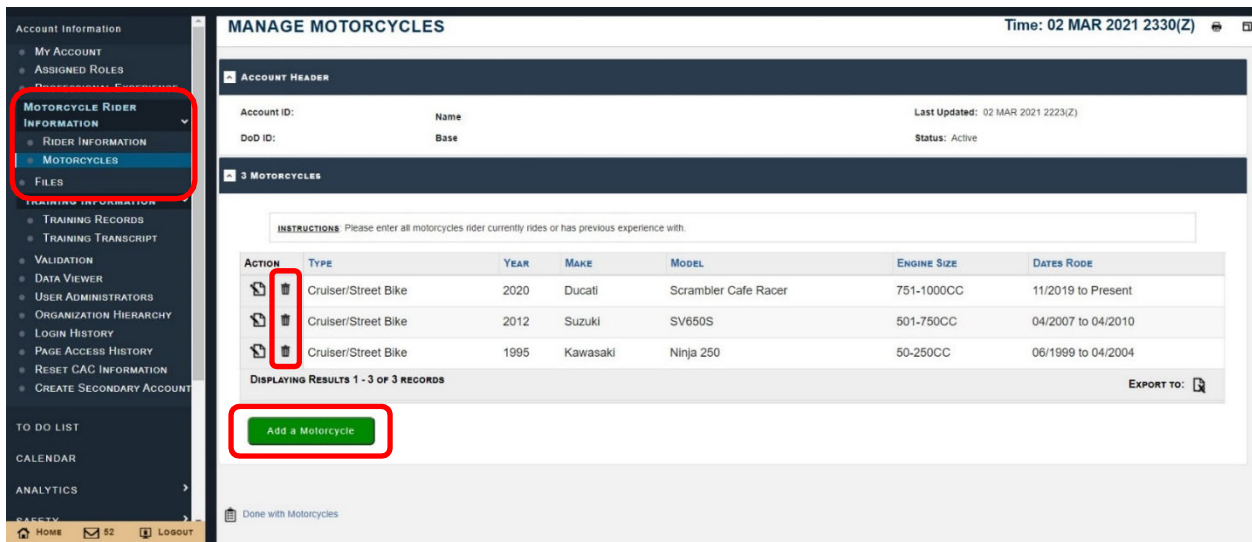 Account Information
MY ACCOUNT
ASSIGNED ROLES
PROFESSIONAL EXPERIENCE
MOTORCYCLE RIDER
INFORMATION
RIDER INFORMATION
MOTORCYCLES
FILES
TRAINING INFORMATION
TRAINING RECORDS
TRAINING TRANSCRIPT
VALIDATION
DATA VIEWER
USER ADMINISTRATORS
ORGANIZATION HIERARCHY
LOGIN HISTORY
PAGE ACCESS HISTORY
RESET CAC INFORMATION
CREATE SECONDARY ACCOUNT
TO DO LIST
CALENDAR
ANALYTICS
SAFETY
HOME 52 LOGOUT
MANAGE MOTORCYCLES Time: 02 MAR 2021 2330(Z)
ACCOUNT HEADER
Account ID: Name Last Updated: 02 MAR 2021 2223(Z)
DoD ID: Base Status: Active
3 MOTORCYCLES
INSTRUCTIONS Please enter all motorcycles rider currently rides or has previous experience with.
ACTION TYPE YEAR MAKE MODEL ENGINE SIZE DATES RODE
Cruiser/Street Bike 2020 Ducati Scrambler Cafe Racer 751-1000CC 11/2019 to Present
Cruiser/Street Bike 2012 Suzuki SV650S 501-750CC 04/2007 to 04/2010
Cruiser/Street Bike 1995 Kawasaki Ninja 250 50-250CC 06/1999 to 04/2004
DISPLAYING RESULTS 1 - 3 OF 3 RECORDS EXPORT TO:
Add a Motorcycle
Done with Motorcycles